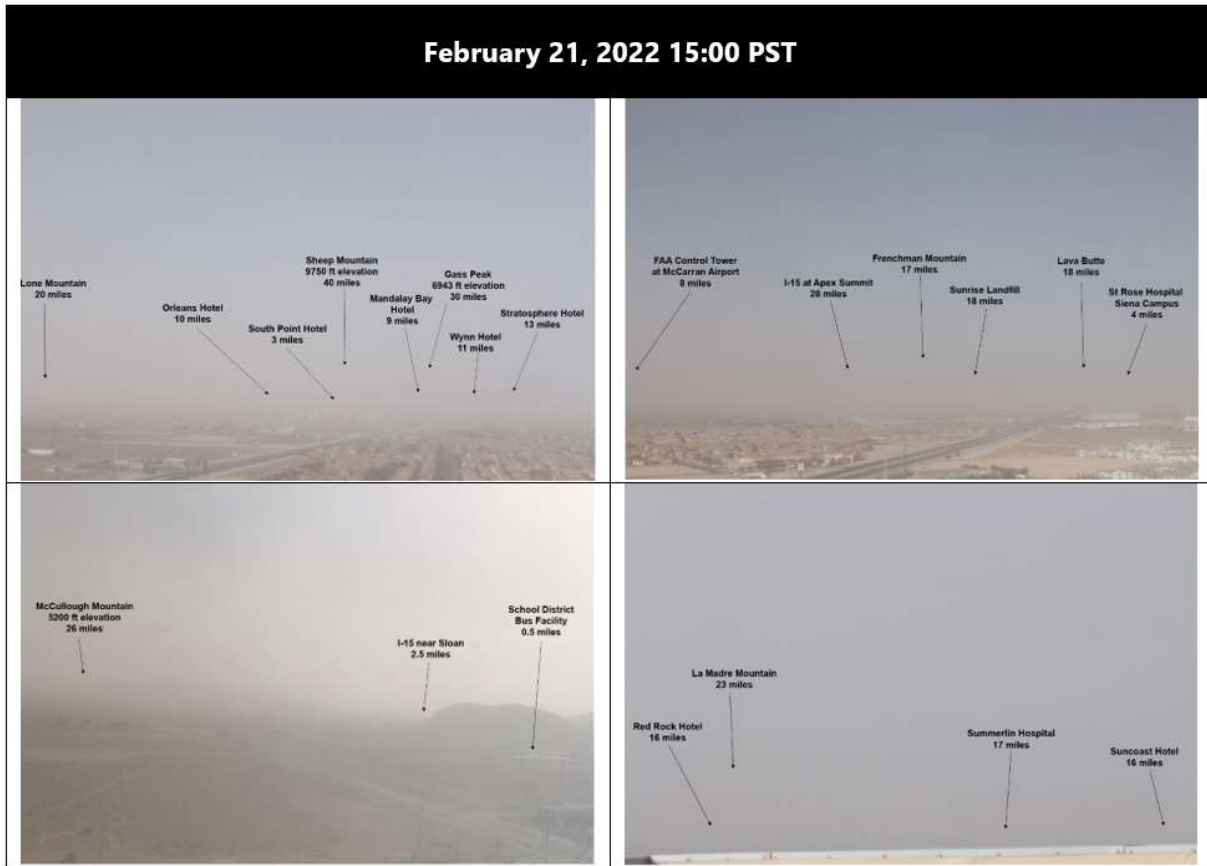 February 21, 2022 15:00 PST
Lone Mountain
20 miles
Orleans Hotel
10 miles
South Point Hotel
3 miles
Sheep Mountain
9750 ft elevation
40 miles
Mandalay Bay
Hotel
9 miles
Gass Peak
6943 ft elevation
30 miles
Wynn Hotel
11 miles
Stratosphere Hotel
13 miles
FAA Control Tower
at McCarran Airport
8 miles
I-15 at Apex Summit
28 miles
Frenchman Mountain
17 miles
Sunrise Landfill
18 miles
Lava Butte
18 miles
St Rose Hospital
Siena Campus
4 miles
McCullough Mountain
5200 ft elevation
26 miles
I-15 near Sloan
2.5 miles
School District
Bus Facility
0.5 miles
Red Rock Hotel
16 miles
La Madre Mountain
23 miles
Summerlin Hospital
17 miles
Suncoast Hotel
16 miles